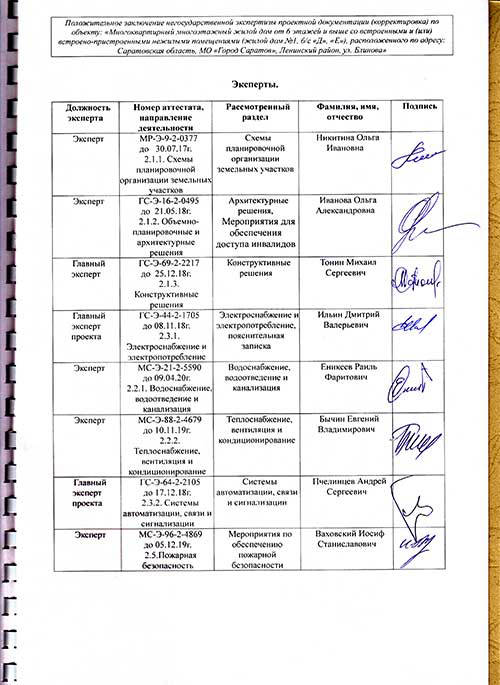 Положительное заключение негосударственной экспертизы проектной документации (корректировка) по
объекту: «Многоквартирный многоэтажный жилой дом от 6 этажей и выше со встроенными и (или)
встроено-пристроенными нежилыми помещениями (жилой дом №1, б/с «Д», «Е»), расположенного по адресу:
Саратовская область, МО «Город Саратов», Ленинский район, ул. Блинова»
Эксперты.
Должность
эксперта
Номер аттестата,
направление
деятельности
Рассмотренный
раздел
Фамилия, имя,
отчество
Подпись
Эксперт
МР-Э-9-2-0377
до 30.07.17г.
2.1.1. Схемы
планировочной
организации земельных
участков
Схемы
планировочной
организации
земельных участков
Никитина Ольга
Ивановна
Эксперт
ГС-Э-16-2-0495
до 21.05.18г.
2.1.2. Объемно-
планировочные и
архитектурные
решения
Архитектурные
решения,
Мероприятия для
обеспечения
доступа инвалидов
Иванова Ольга
Александровна
Главный
эксперт
ГС-Э-69-2-2217
до 25.12.18г.
2.1.3.
Конструктивные
решения
Конструктивные
решения
Тонин Михаил
Сергеевич
Главный
эксперт
проекта
ГС-Э-44-2-1705
до 08.11.18г.
2.3.1.
Электроснабжение и
электропотребление
Электроснабжение и
электропотребление,
пояснительная
записка
Ильин Дмитрий
Валерьевич
Эксперт
МС-Э-21-2-5590
до 09.04.20г.
2.2.1. Водоснабжение,
водоотведение и
канализация
Водоснабжение,
водоотведение и
канализация
Еникеев Раиль
Фаритович
Эксперт
МС-Э-88-2-4679
до 10.11.19г.
2.2.2.
Теплоснабжение,
вентиляция и
кондиционирование
Теплоснабжение,
вентиляция и
кондиционирование
Бычин Евгений
Владимирович
Главный
эксперт
проекта
ГС-Э-64-2-2105
до 17.12.18г.
2.3.2. Системы
автоматизации, связи и
сигнализации
Системы
автоматизации, связи
и сигнализации
Пчелинцев Андрей
Сергеевич
Эксперт
МС-Э-96-2-4869
до 05.12.19г.
2.5.Пожарная
безопасность
Мероприятия по
обеспечению
пожарной
безопасности
Ваховский Иосиф
Станиславович